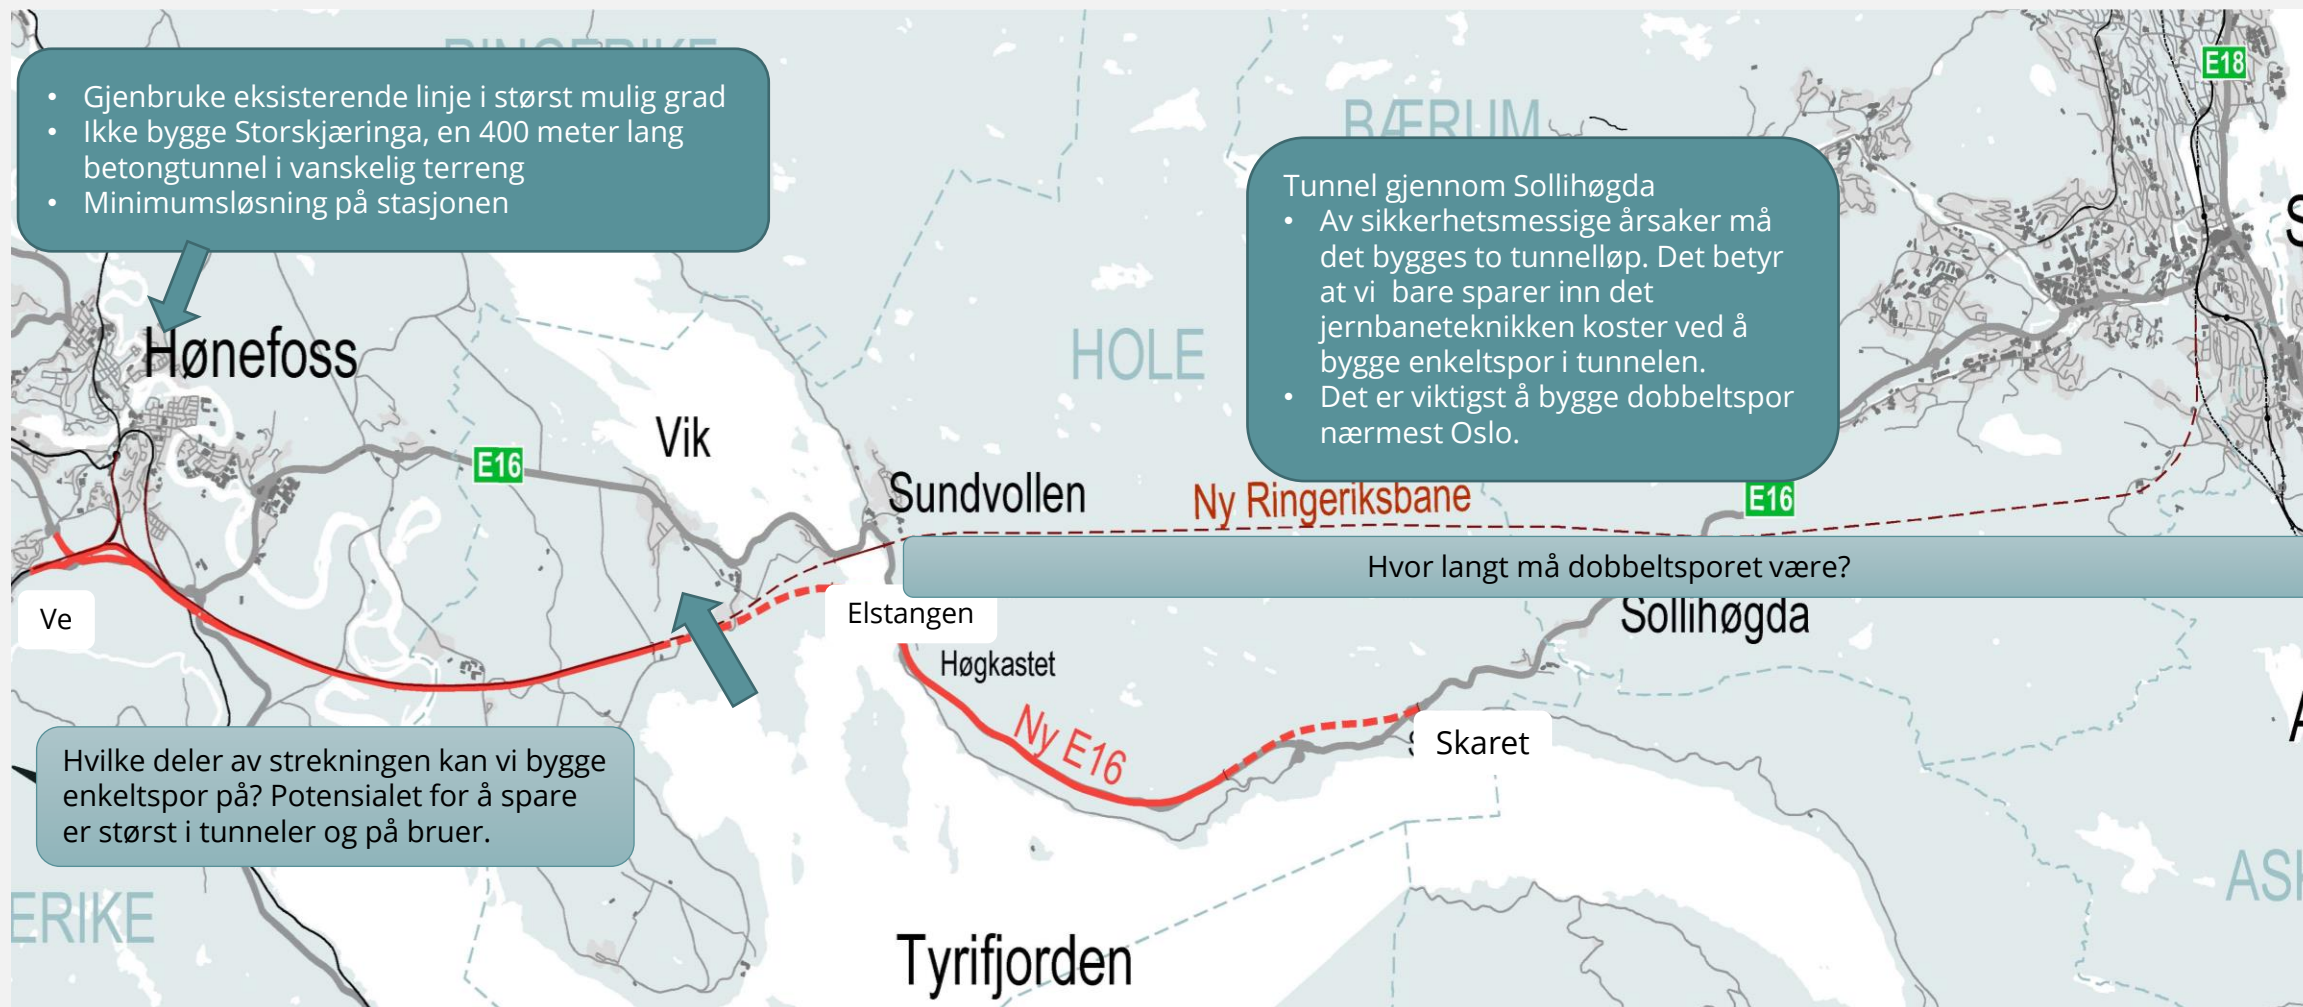 RINGERIKE
• Gjenbruke eksisterende linje i størst mulig grad
• Ikke bygge Storskjæringa, en 400 meter lang
betongtunnel i vanskelig terreng
• Minimumsløsning på stasjonen
E18
BÆRUM
Tunnel gjennom Sollihøgda
• Av sikkerhetsmessige årsaker må
det bygges to tunnelløp. Det betyr
at vi bare sparer inn det
jernbaneteknikken koster ved å
bygge enkeltspor i tunnelen.
• Det er viktigst å bygge dobbeltspor
nærmest Oslo.
Hønefoss
HOLE
Vik
E16
Sundvollen
Ny Ringeriksbane
E16
Hvor langt må dobbeltsporet være?
Ve
Elstangen
Sollihøgda
Høgkastet
Ny E16
Skaret
Hvilke deler av strekningen kan vi bygge
enkeltspor på? Potensialet for å spare
er størst i tunneler og på bruer.
ERIKE
Tyrifjorden